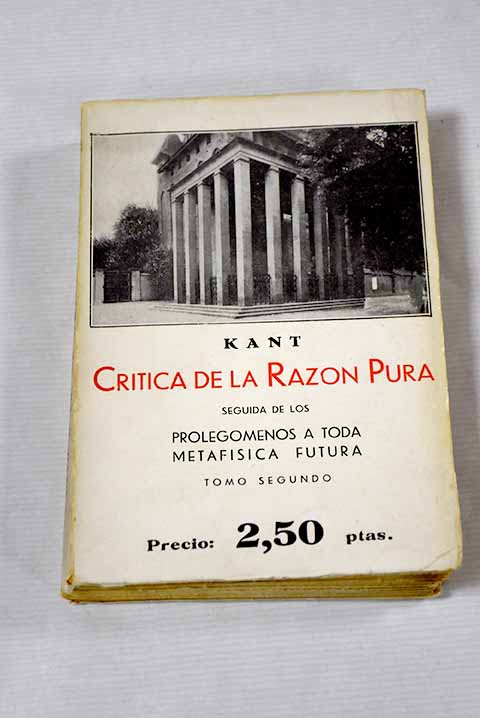 KANT
CRITICA DE LA RAZON PURA
SEGUIDA DE LOS
PROLEGOMENOS A TODA
METAFISICA FUTURA
TOMO SEGUNDO
Precio: 2,50 ptas.